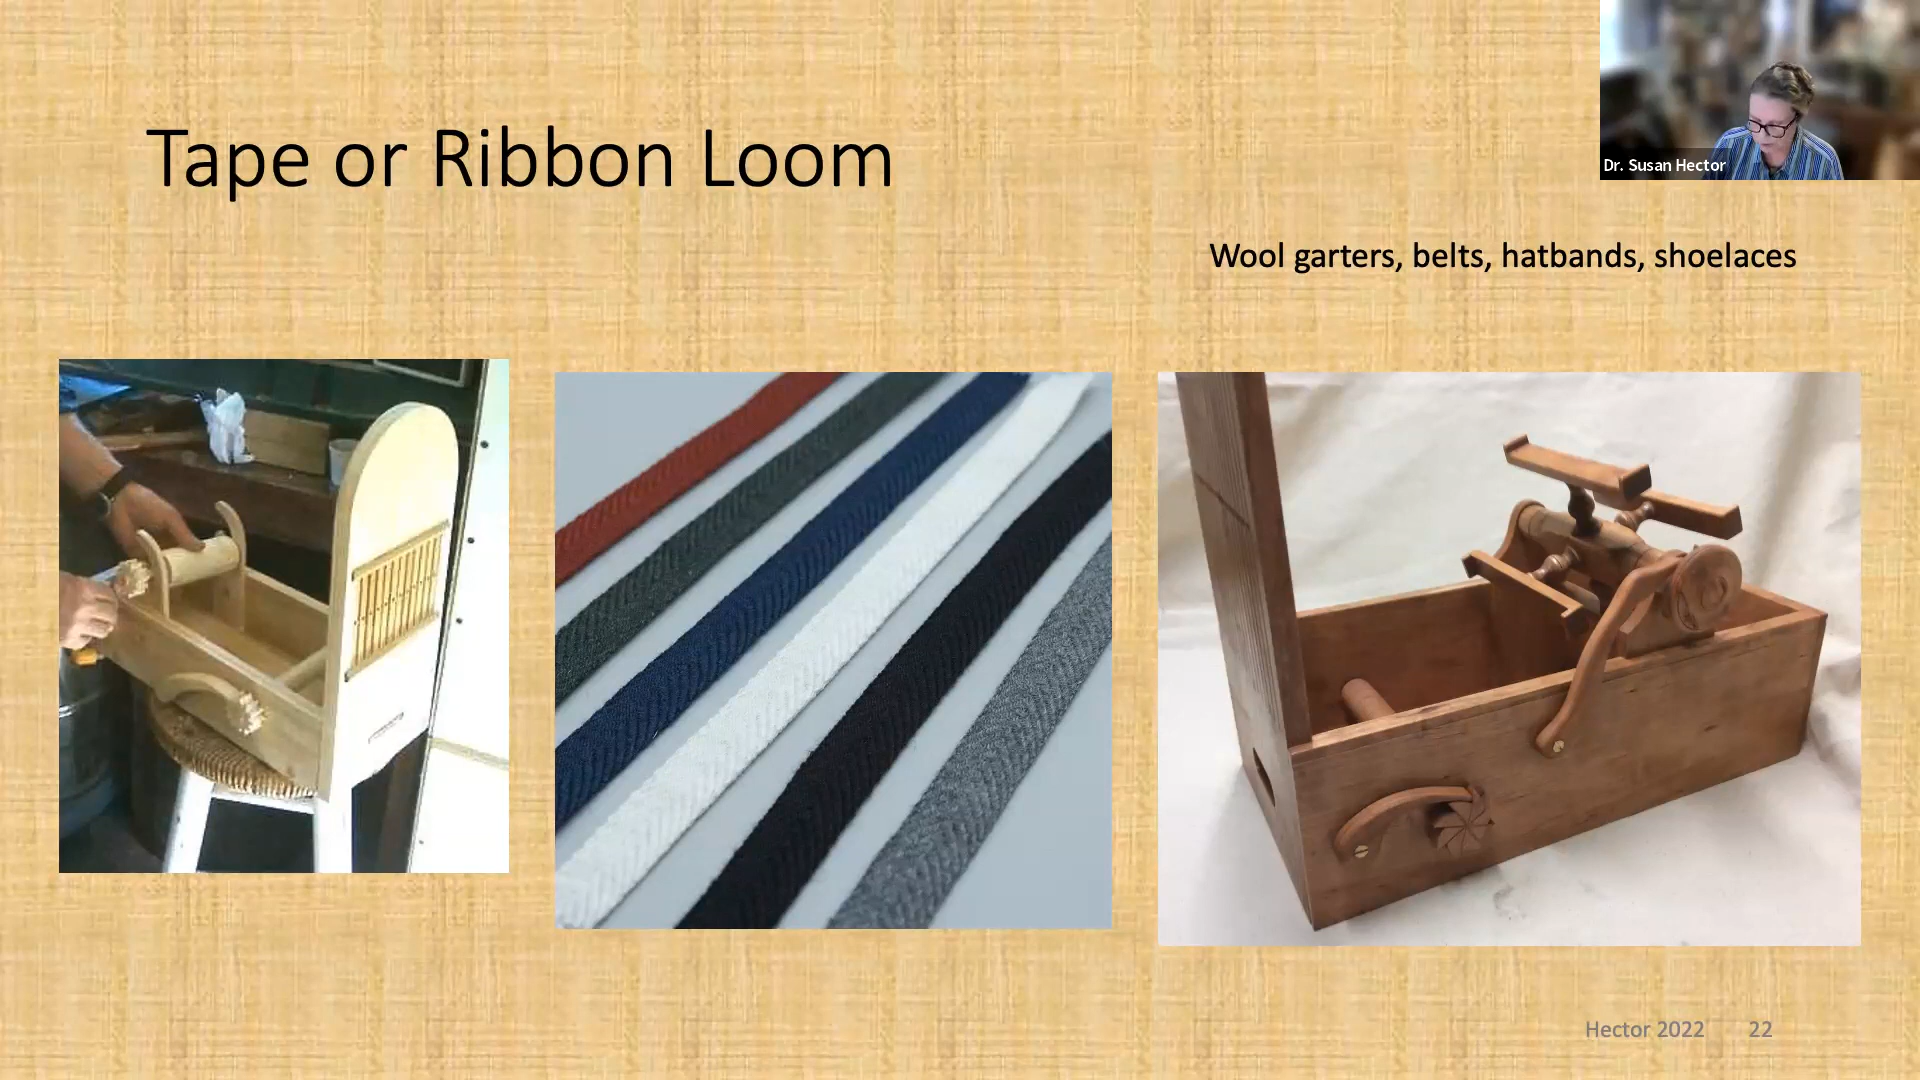 Dr. Susan Hector
Tape or Ribbon Loom
Wool garters, belts, hatbands, shoelaces
Hector 2022 22